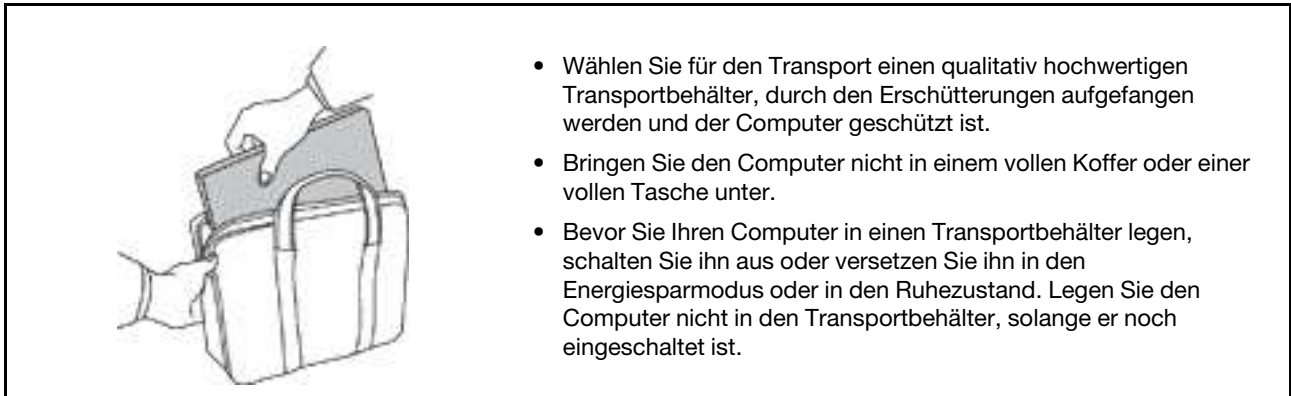 • Wählen Sie für den Transport einen qualitativ hochwertigen
Transportbehälter, durch den Erschütterungen aufgefangen
werden und der Computer geschützt ist.
• Bringen Sie den Computer nicht in einem vollen Koffer oder einer
vollen Tasche unter.
• Bevor Sie Ihren Computer in einen Transportbehälter legen,
schalten Sie ihn aus oder versetzen Sie ihn in den
Energiesparmodus oder in den Ruhezustand. Legen Sie den
Computer nicht in den Transportbehälter, solange er noch
eingeschaltet ist.